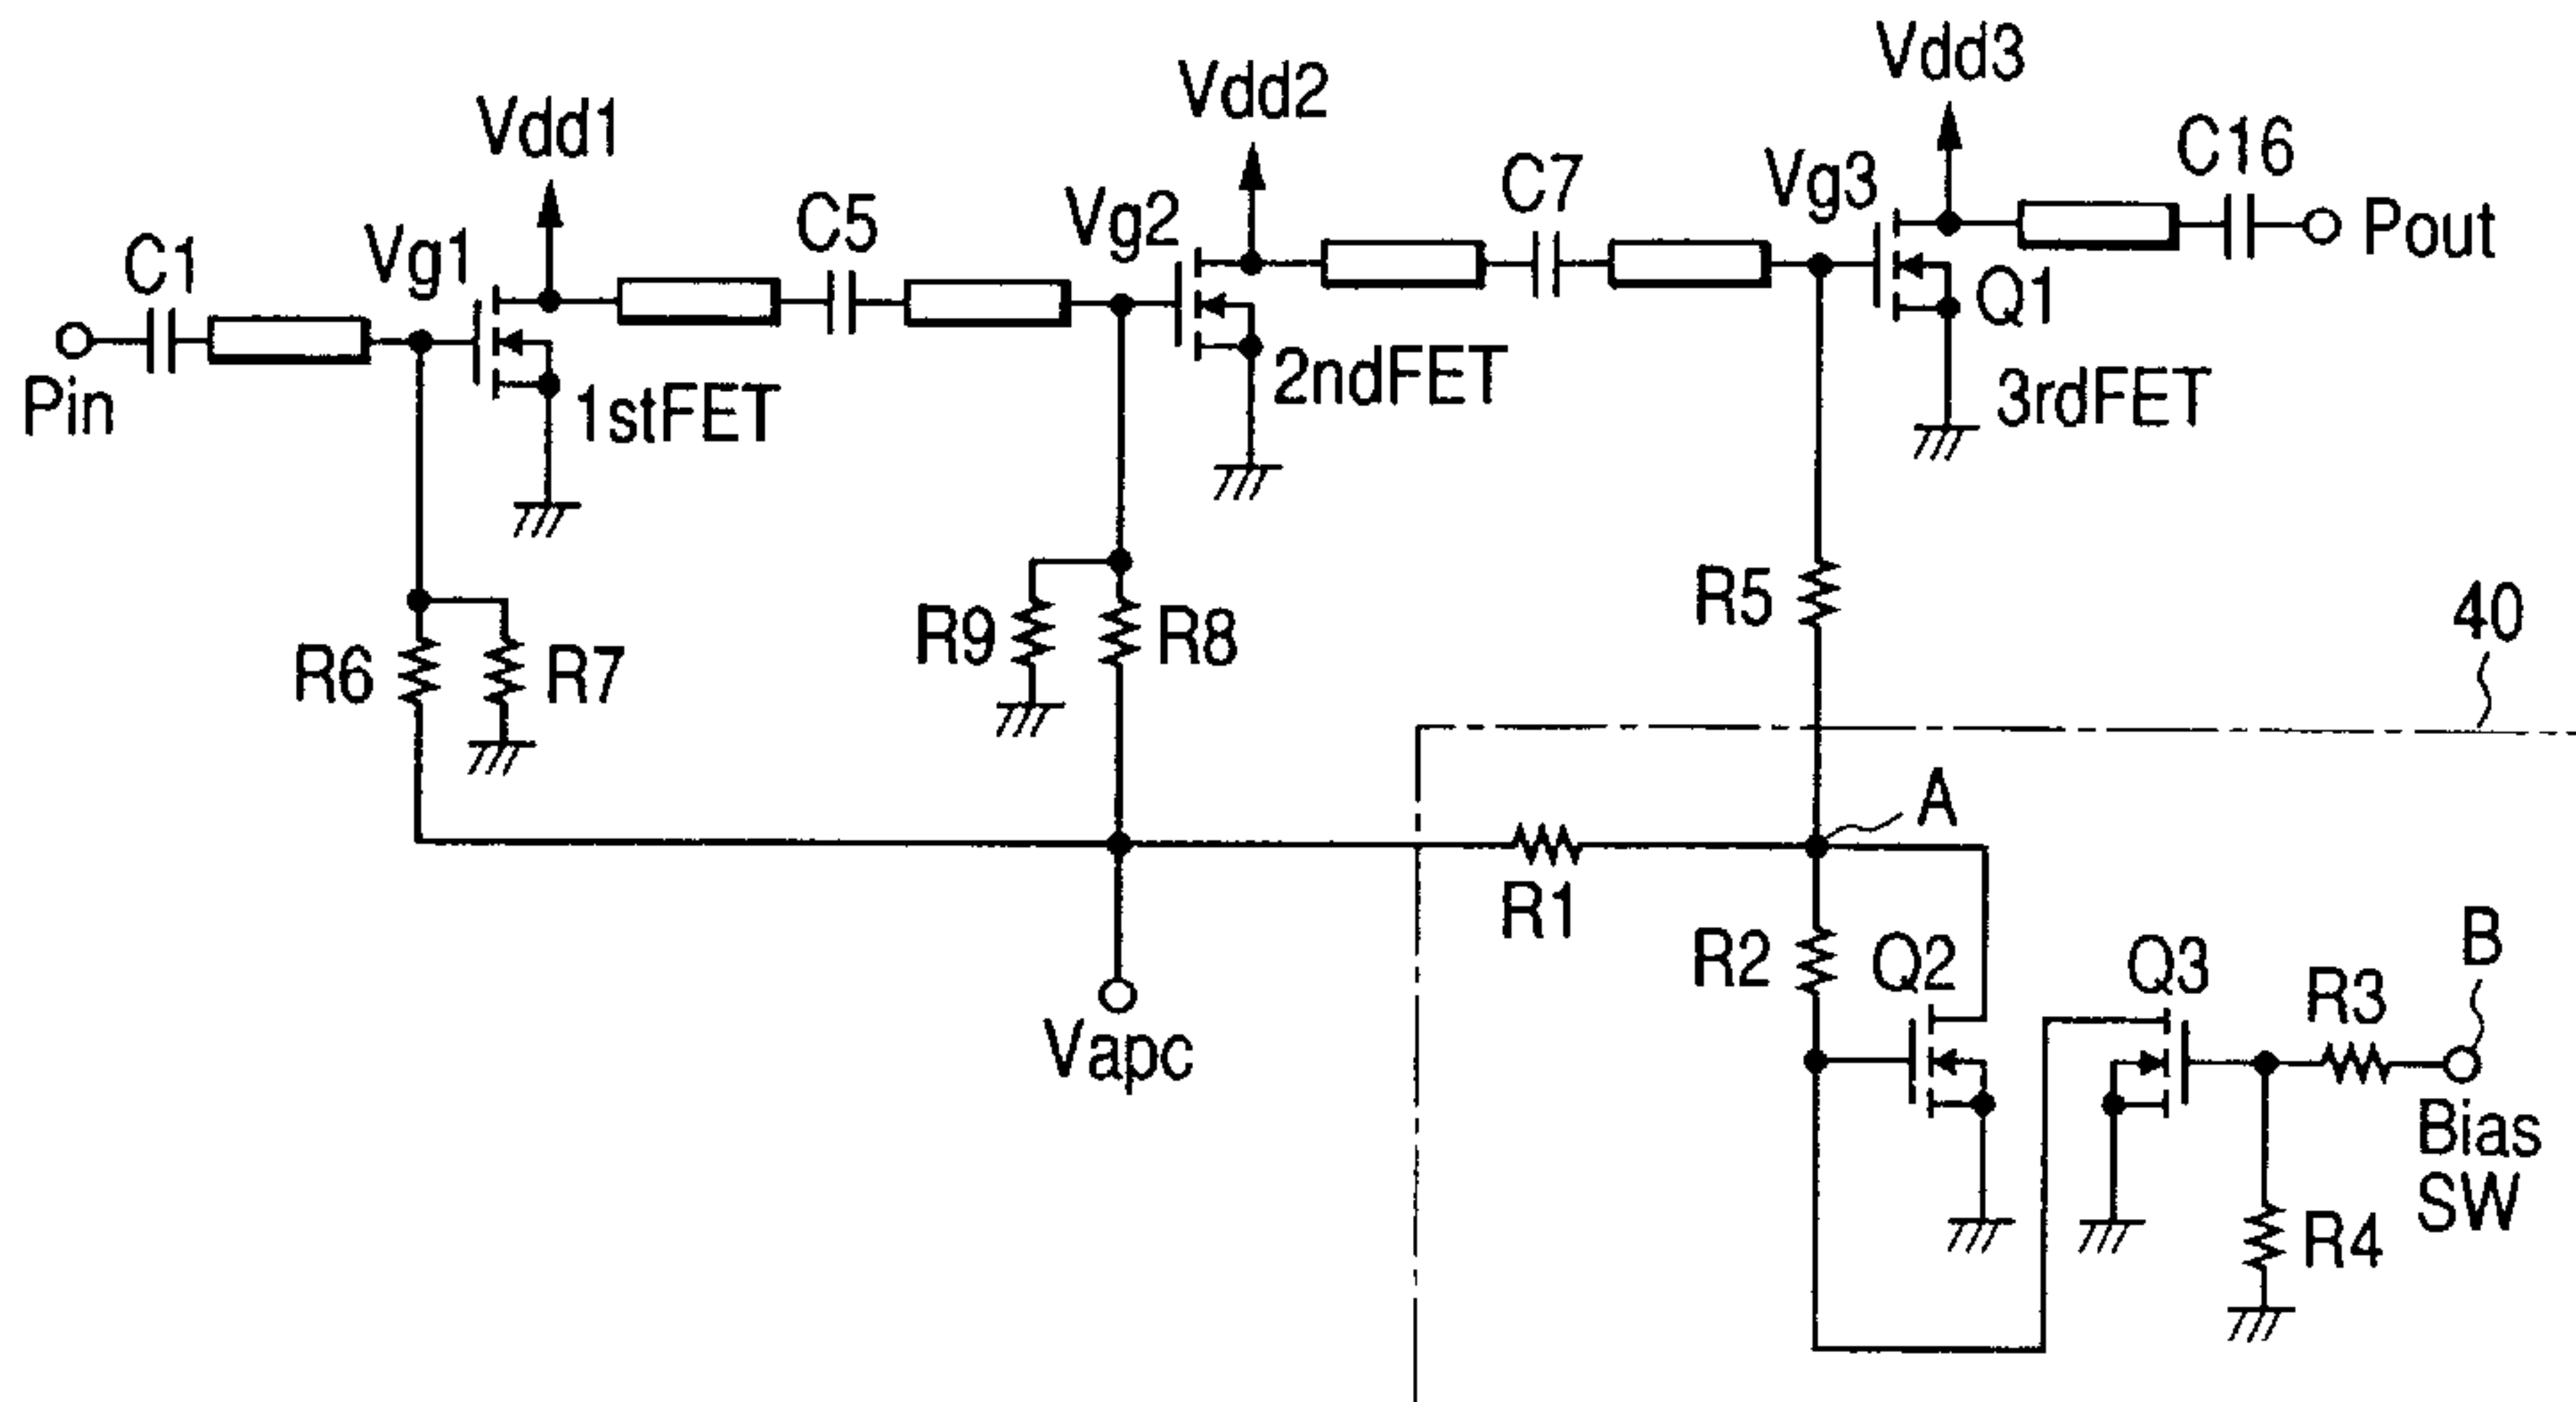 Vdd3
Vdd2
C16
Vdd1
C7
Vg3
Vg2
C5
Vg1
C1
Pout
Q1
Pin
1stFET
2ndFET
3rdFET
R5
40
R9
R8
R6
R7
A
R1
R2
Q2
Q3
R3
B
Vapc
Bias
SW
R4